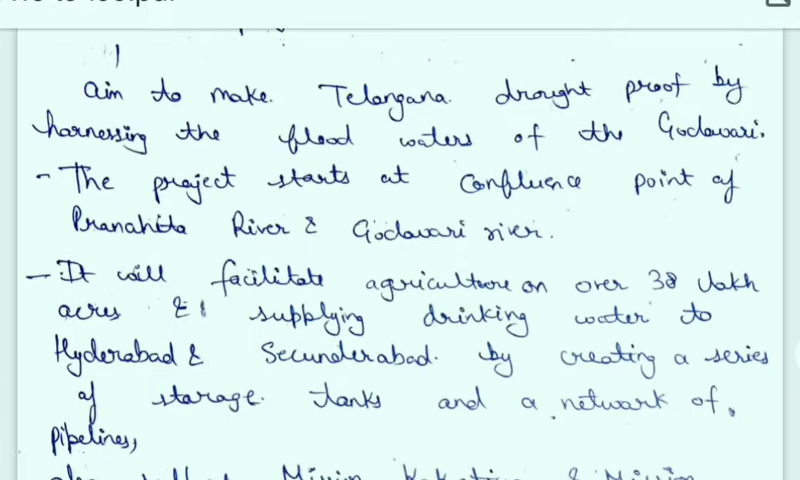 aim to make. Telangana. drought proof by
harnessing the flood waters of the Godavari.
- The project starts at Confluence point of
Pranahita River & Godavari river.
- It will facilitate agriculture on over 38 lakh
acres & supplying drinking water to
Hyderabad & Secunderabad. by creating a series
of storage. tanks and a network of,
pipelines,